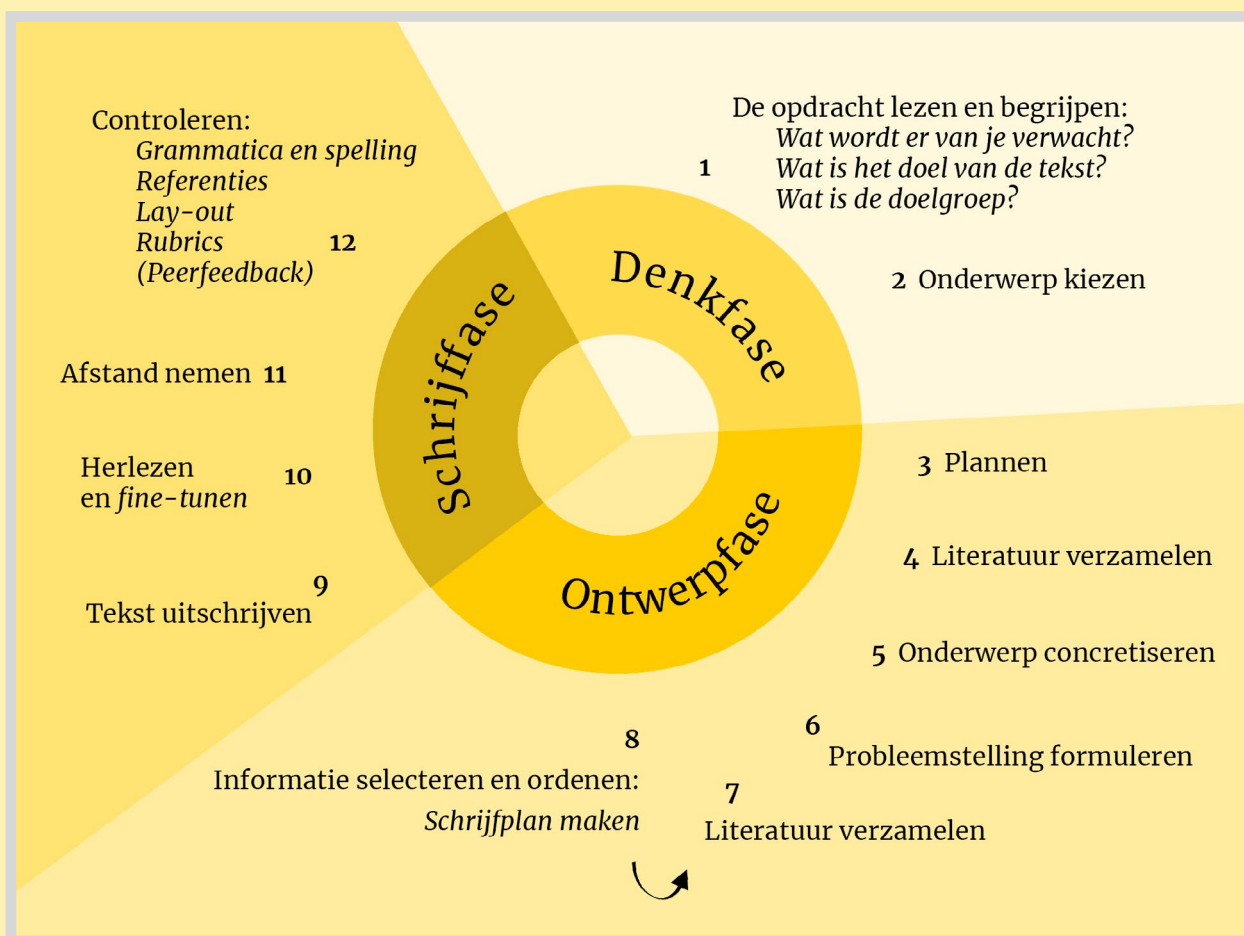 De opdracht lezen en begrijpen:
Wat wordt er van je verwacht?
1 Wat is het doel van de tekst?
Wat is de doelgroep?
2 Onderwerp kiezen
3 Plannen
4 Literatuur verzamelen
5 Onderwerp concretiseren
6
Probleemstelling formuleren
7
Literatuur verzamelen
8
Informatie selecteren en ordenen:
Schrijfplan maken
9
Tekst uitschrijven
Herlezen 10
en fine-tunen
Afstand nemen 11
Controleren:
Grammatica en spelling
Referenties
Lay-out
Rubrics 12
(Peerfeedback)
Denkfase
Ontwerpfase
Schrijffase